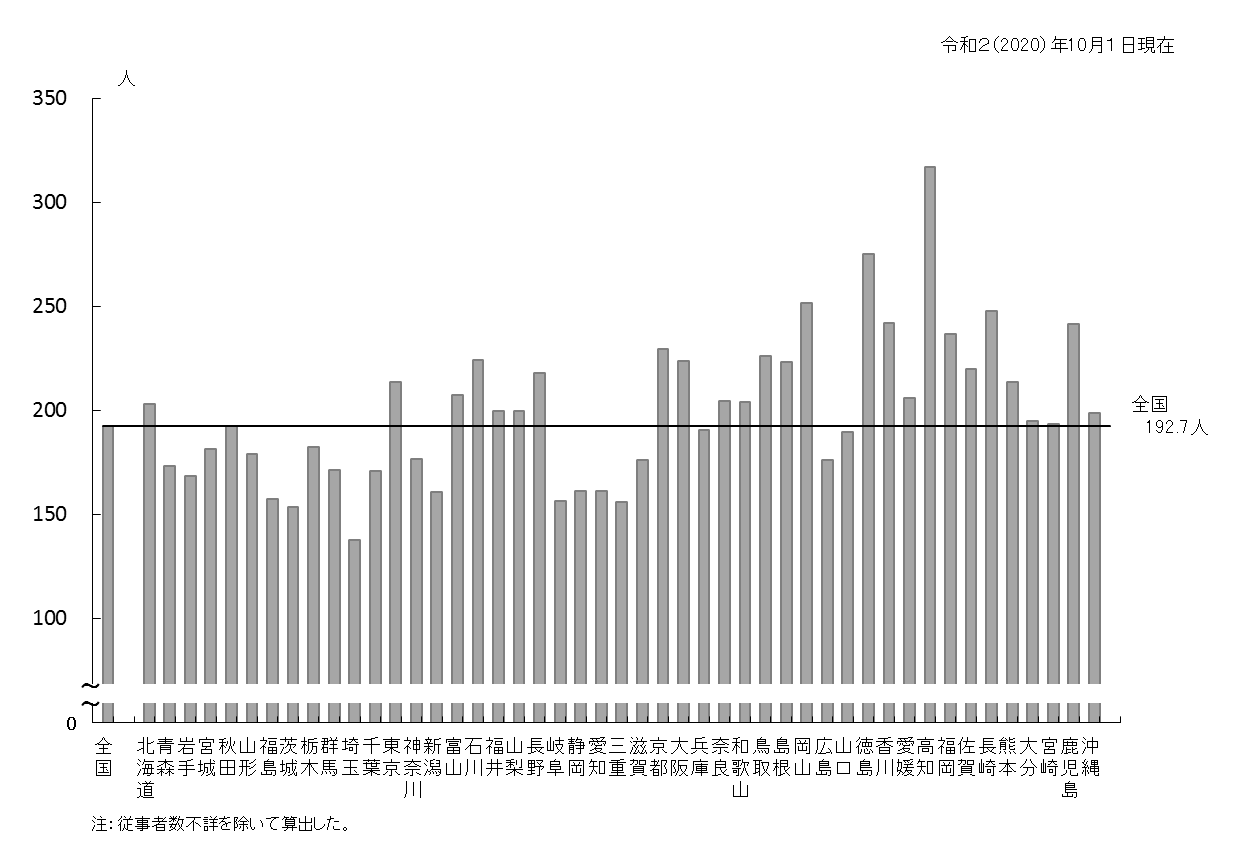 令和２（2020）年10月１日現在
人
350
300
250
200
150
100
0
全国
192.7人
全国
北海道
青森
岩手
宮城
秋田
山形
福島
茨城
栃木
群馬
埼玉
千葉
東京
神奈川
新潟
富山
石川
福井
山梨
長野
岐阜
静岡
愛知
三重
滋賀
京都
大阪
兵庫
奈良
和歌山
鳥取
島根
岡山
広島
山口
徳島
香川
愛媛
高知
福岡
佐賀
長崎
熊本
大分
宮崎
鹿児島
沖縄
注：従事者数不詳を除いて算出した。